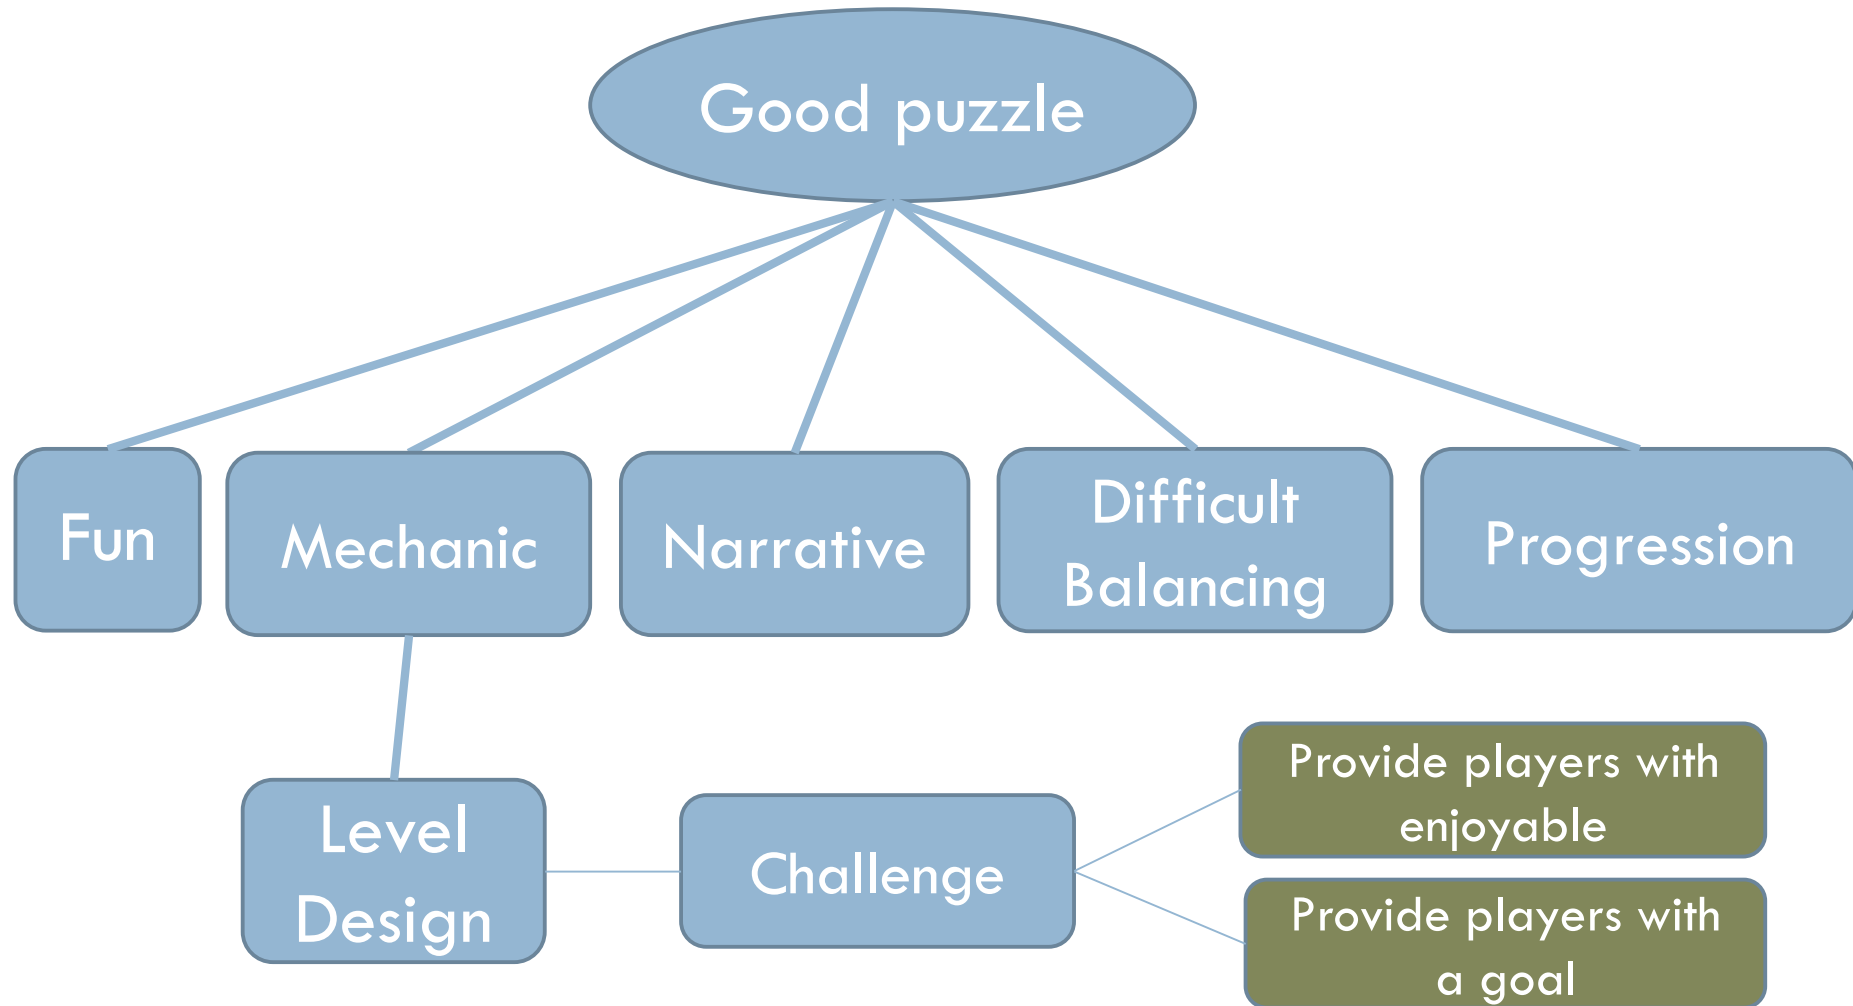 Good puzzle
Fun
Mechanic
Narrative
Difficult
Balancing
Progression
Level
Design
Challenge
Provide players with
enjoyable
Provide players with
a goal